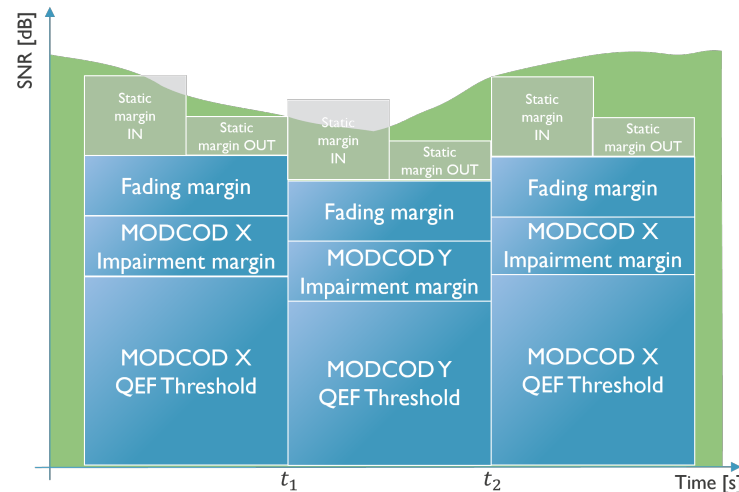 SNR [dB]
Static
margin
IN
Static
margin OUT
Fading margin
MODCOD X
Impairment margin
MODCOD X
QEF Threshold
Static
margin
IN
Static
margin OUT
Fading margin
MODCOD Y
Impairment margin
MODCOD Y
QEF Threshold
Static
margin
IN
Static
margin OUT
Fading margin
MODCOD X
Impairment margin
MODCOD X
QEF Threshold
t₁
t₂
Time [s]